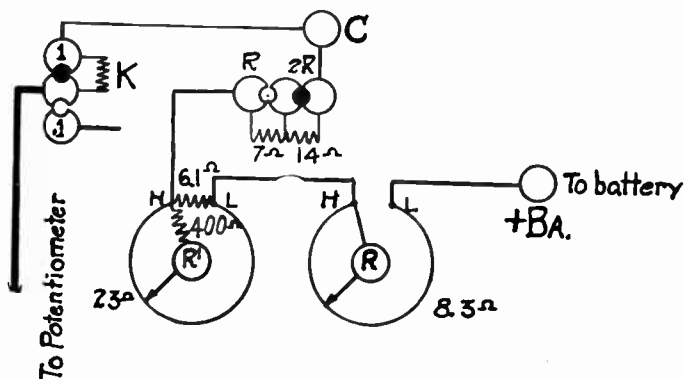 C
1
K
.1
R 2R
7Ω 14Ω
6.1Ω
H L
400Ω
R'
23Ω
H L
R
8.3Ω
To battery
+BA.
To Potentiometer